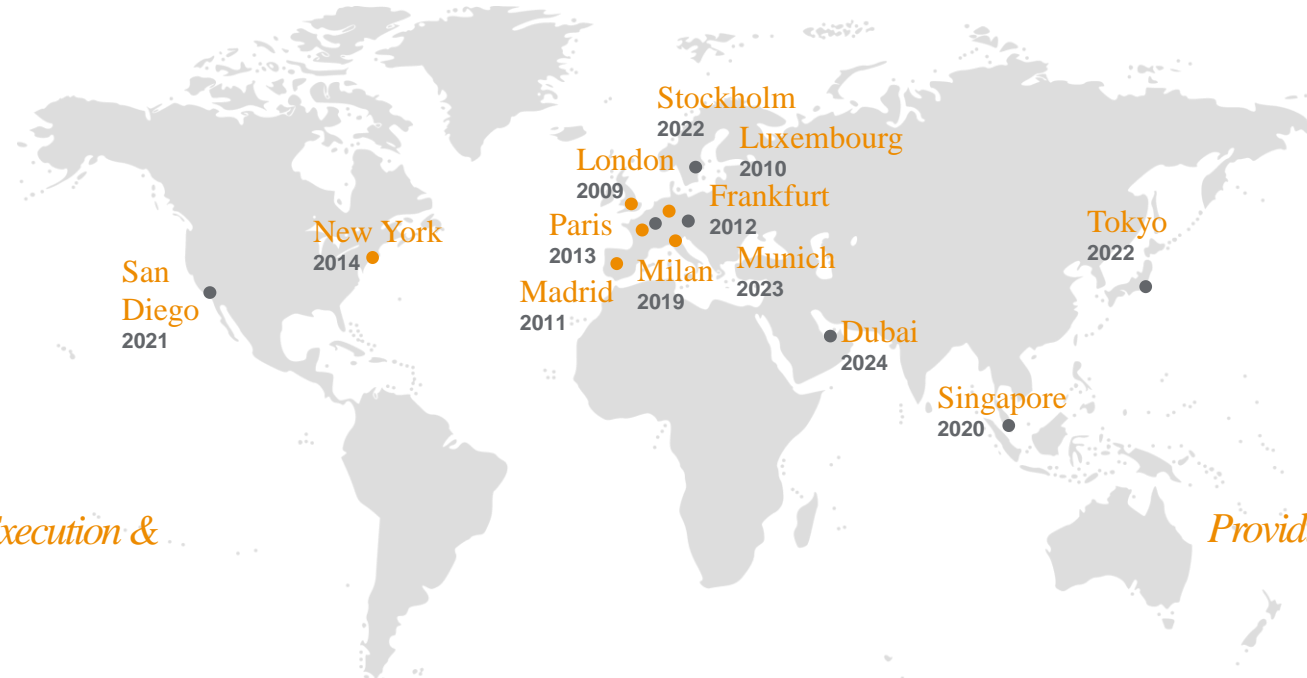 Stockholm
2022
Luxembourg
2010
London
2009
Frankfurt
2012
Paris
2013
New York
2014
Tokyo
2022
Milan
2019
Munich
2023
San
Diego
2021
Madrid
2011
Dubai
2024
Singapore
2020
xecution &
Provid